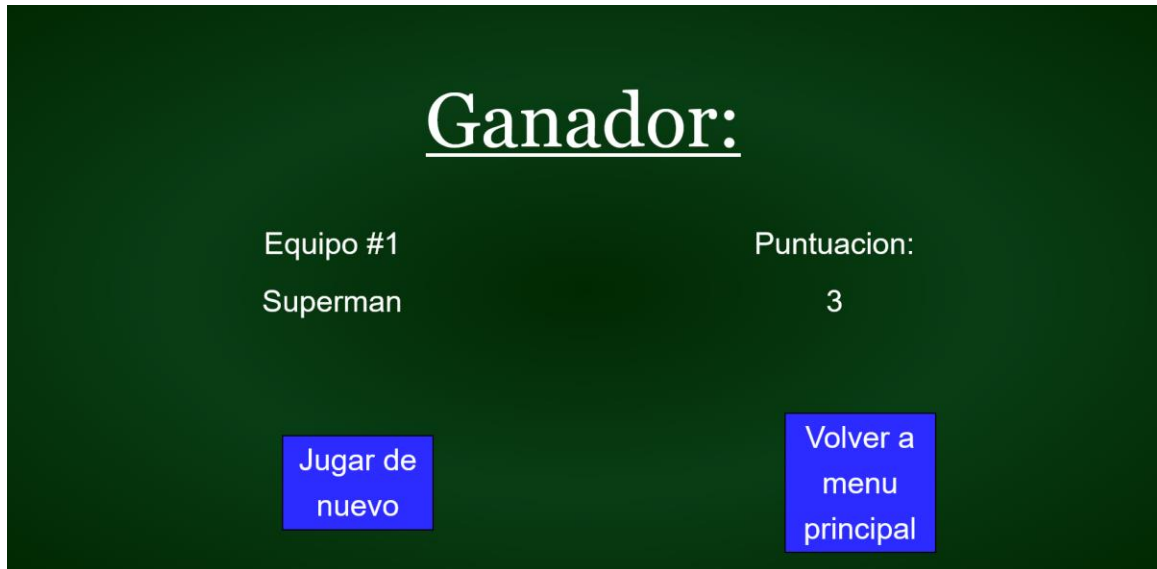 Ganador:
Equipo #1
Puntuacion:
Superman
3
Jugar de
nuevo
Volver a
menu
principal